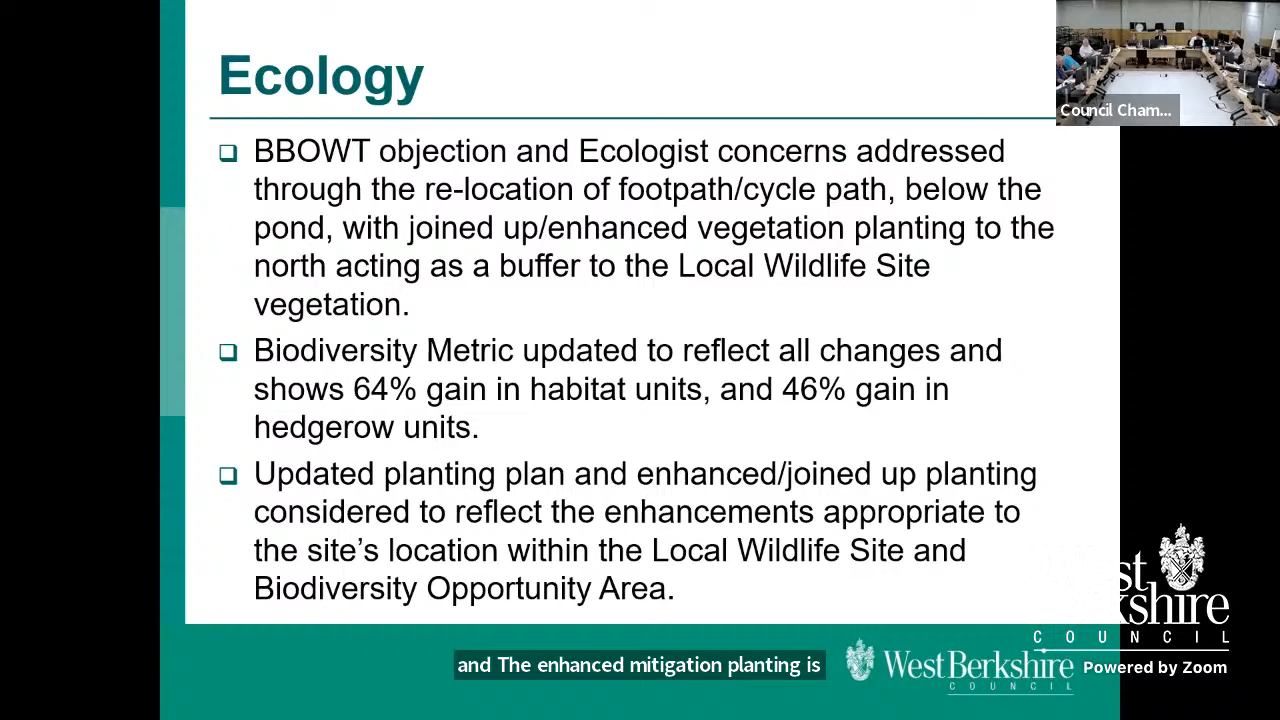 Ecology
Council Cham...
BBOWT objection and Ecologist concerns addressed
through the re-location of footpath/cycle path, below the
pond, with joined up/enhanced vegetation planting to the
north acting as a buffer to the Local Wildlife Site
vegetation.
Biodiversity Metric updated to reflect all changes and
shows 64% gain in habitat units, and 46% gain in
hedgerow units.
Updated planting plan and enhanced/joined up planting
considered to reflect the enhancements appropriate to
the site’s location within the Local Wildlife Site and
Biodiversity Opportunity Area.
and The enhanced mitigation planting is
West Berkshire
COUNCIL
st
kshire
COUNCIL
Powered by Zoom